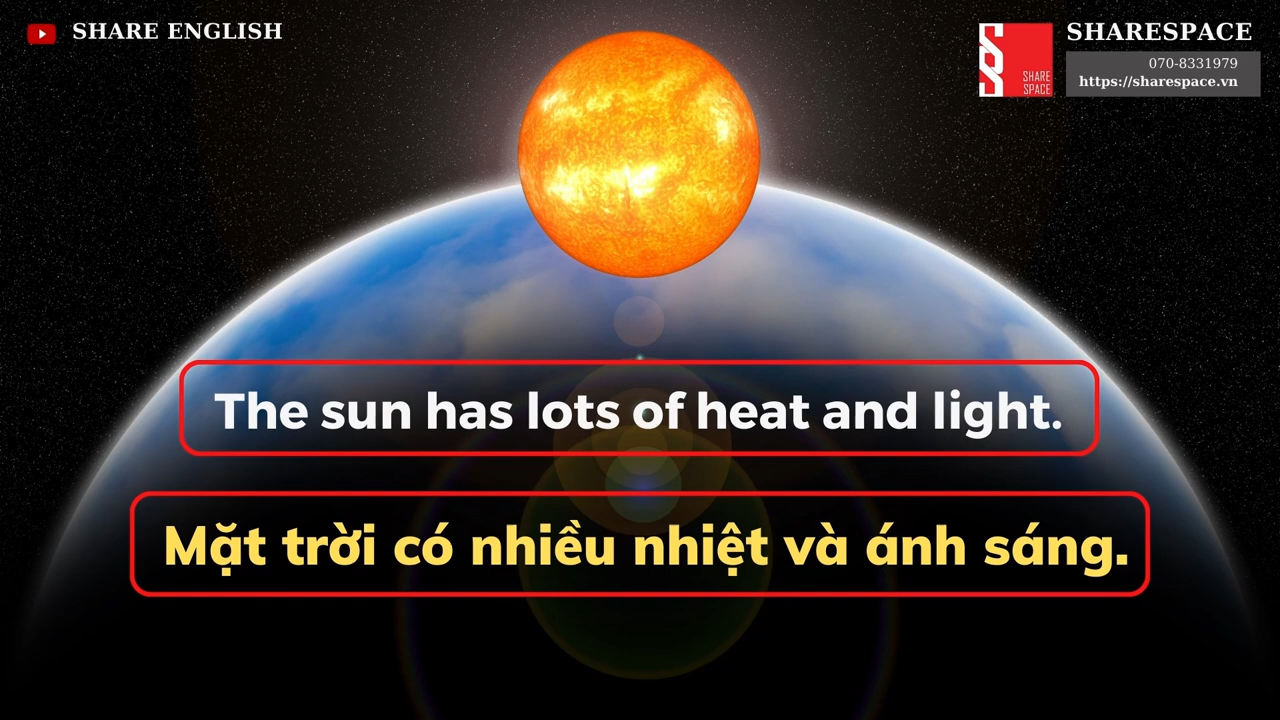 SHARE ENGLISH
SHARESPACE
070-8331979
https://sharespace.vn
SHARE
SPACE
The sun has lots of heat and light.
Mặt trời có nhiều nhiệt và ánh sáng.